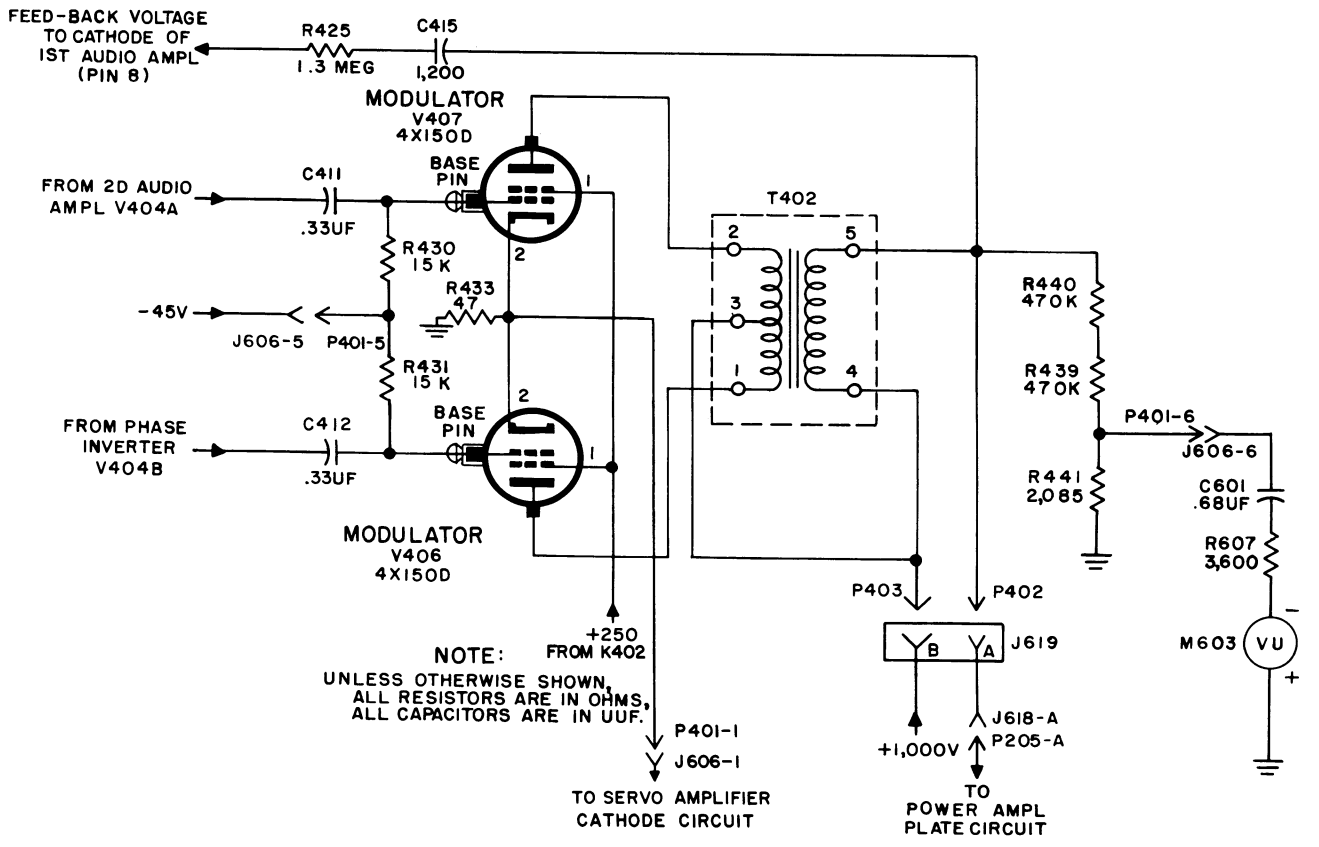 FEED-BACK VOLTAGE
TO CATHODE OF
1ST AUDIO AMPL
(PIN 8)
R425
1.3 MEG
C415
1,200
MODULATOR
V407
4X150D
BASE
PIN
1
2
FROM 2D AUDIO
AMPL V404A
C411
.33UF
R430
15 K
R433
47
-45V
J606-5
P401-5
R431
15 K
FROM PHASE
INVERTER
V404B
C412
.33UF
BASE
PIN
2
1
MODULATOR
V406
4X150D
T402
2
5
3
1
4
R440
470K
R439
470K
P401-6
J606-6
R441
2,085
C601
.68UF
R607
3,600
-
M603
VU
+
P403
P402
B
A
J619
+250
FROM K402
NOTE:
UNLESS OTHERWISE SHOWN,
ALL RESISTORS ARE IN OHMS,
ALL CAPACITORS ARE IN UUF.
P401-1
J606-1
TO SERVO AMPLIFIER
CATHODE CIRCUIT
+1,000V
J618-A
P205-A
TO
POWER AMPL
PLATE CIRCUIT